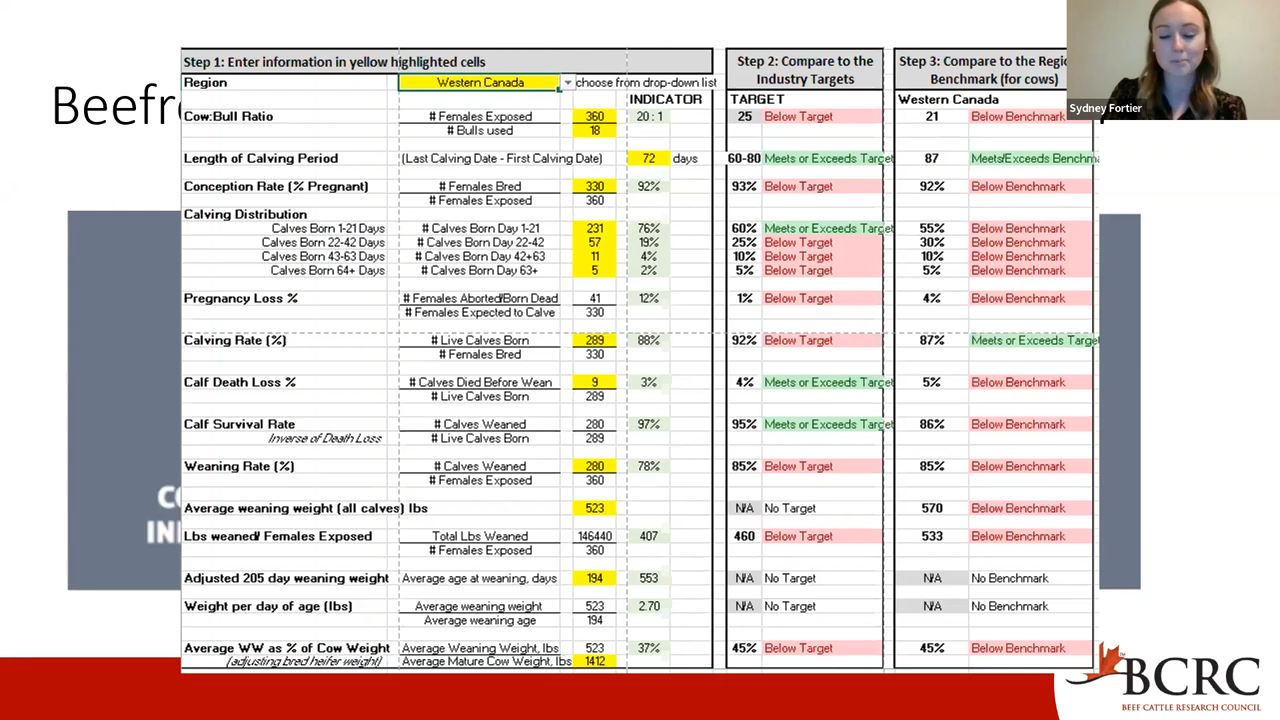 Sydney Fortier
Beefr
Step 1: Enter information in yellow highlighted cells
Step 2: Compare to the Industry Targets
Step 3: Compare to the Regio Benchmark (for cows)
Region Western Canada choose from drop-down list
INDICATOR TARGET Western Canada
Cow:Bull Ratio # Females Exposed 360 20 : 1 25 Below Target 21 Below Benchmark
# Bulls used 18
Length of Calving Period (Last Calving Date - First Calving Date) 72 days 60-80 Meets or Exceeds Target 87 Meets/Exceeds Benchm
Conception Rate (% Pregnant) # Females Bred 330 92% 93% Below Target 92% Below Benchmark
# Females Exposed 360
Calving Distribution
Calves Born 1-21 Days # Calves Born Day 1-21 231 76% 60% Meets or Exceeds Target 55% Below Benchmark
Calves Born 22-42 Days # Calves Born Day 22-42 57 19% 25% Below Target 30% Below Benchmark
Calves Born 43-63 Days # Calves Born Day 42+63 11 4% 10% Below Target 10% Below Benchmark
Calves Born 64+ Days # Calves Born Day 63+ 5 2% 5% Below Target 5% Below Benchmark
Pregnancy Loss % # Females Aborted/Born Dead 41 12% 1% Below Target 4% Below Benchmark
# Females Expected to Calve 330
Calving Rate (%) # Live Calves Born 289 88% 92% Below Target 87% Meets or Exceeds Target
# Females Bred 330
Calf Death Loss % # Calves Died Before Wean 9 3% 4% Meets or Exceeds Target 5% Below Benchmark
# Live Calves Born 289
Calf Survival Rate # Calves Weaned 280 97% 95% Meets or Exceeds Target 86% Below Benchmark
Inverse of Death Loss # Live Calves Born 289
Weaning Rate (%) # Calves Weaned 280 78% 85% Below Target 85% Below Benchmark
# Females Exposed 360
Average weaning weight (all calves) lbs 523 N/A No Target 570 Below Benchmark
Lbs weaned/ Females Exposed Total Lbs Weaned 146440 407 460 Below Target 533 Below Benchmark
# Females Exposed 360
Adjusted 205 day weaning weight Average age at weaning, days 194 553 N/A No Target N/A No Benchmark
Weight per day of age (lbs) Average weaning weight 523 2.70 N/A No Target N/A No Benchmark
Average weaning age 194
Average WW as % of Cow Weight Average Weaning Weight, lbs 523 37% 45% Below Target 45% Below Benchmark
(adjusting bred heifer weight) Average Mature Cow Weight, lbs 1412
CO
IN
BCRC
BEEF CATTLE RESEARCH COUNCIL